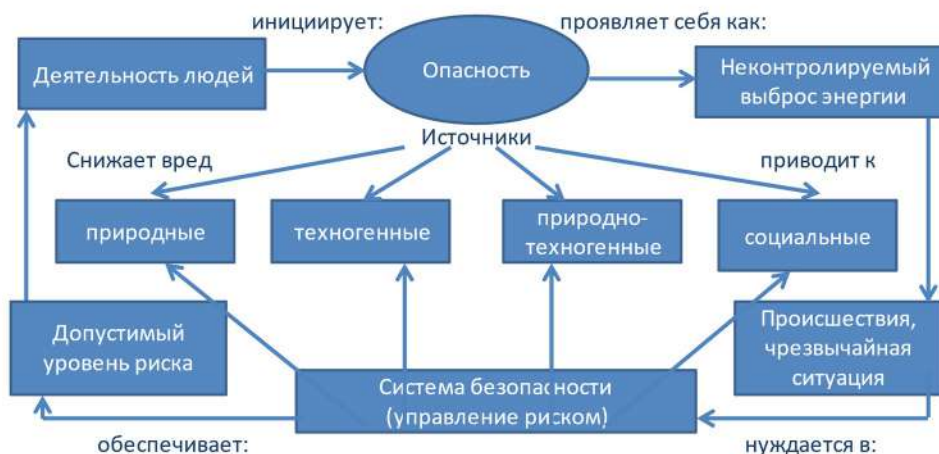 инициирует:
проявляет себя как:
Деятельность людей
Опасность
Неконтролируемый
выброс энергии
Источники
Снижает вред
приводит к
природные
техногенные
природно-
техногенные
социальные
Допустимый
уровень риска
Происшествия,
чрезвычайная
ситуация
Система безопасности
(управление риском)
обеспечивает:
нуждается в: